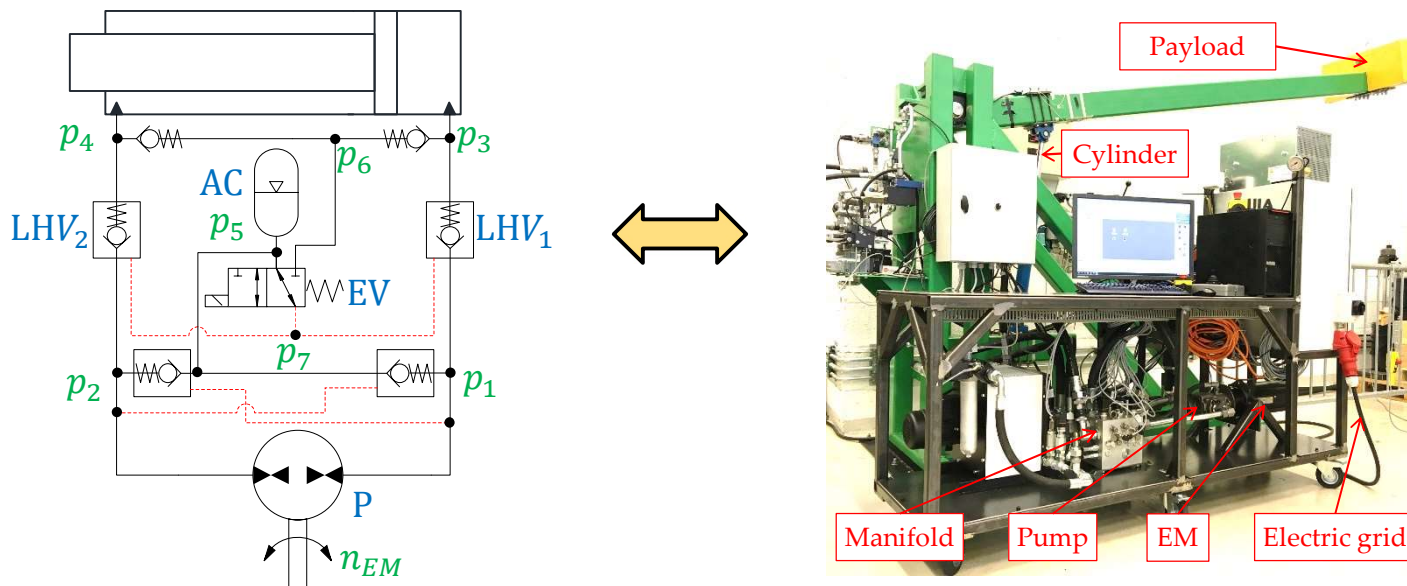 p4
p6
p3
AC
p5
LHV2
LHV1
EV
p7
p2
p1
P
nEM
Payload
Cylinder
Manifold
Pump
EM
Electric grid